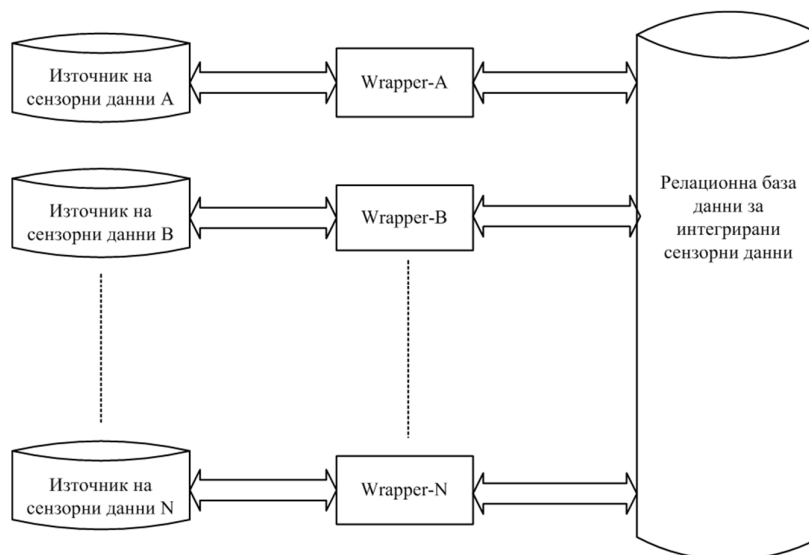 Източник на
сензорни данни A
Wrapper-A
Източник на
сензорни данни B
Wrapper-B
Релационна база
данни за
интегрирани
сензорни данни
Източник на
сензорни данни N
Wrapper-N